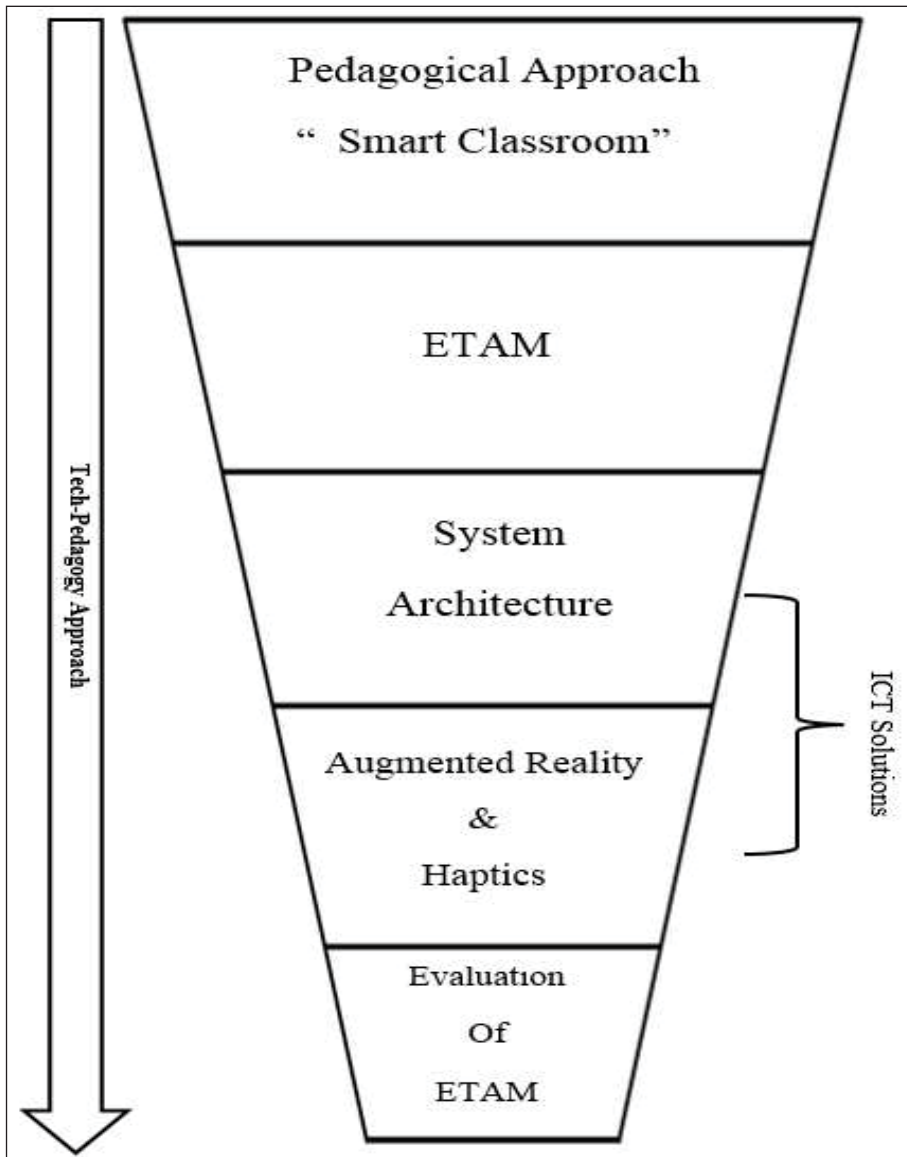 Pedagogical Approach
“ Smart Classroom”
ETAM
System
Architecture
Augmented Reality
&
Haptics
Evaluation
Of
ETAM
Tech-Pedagogy Approach
ICT Solutions